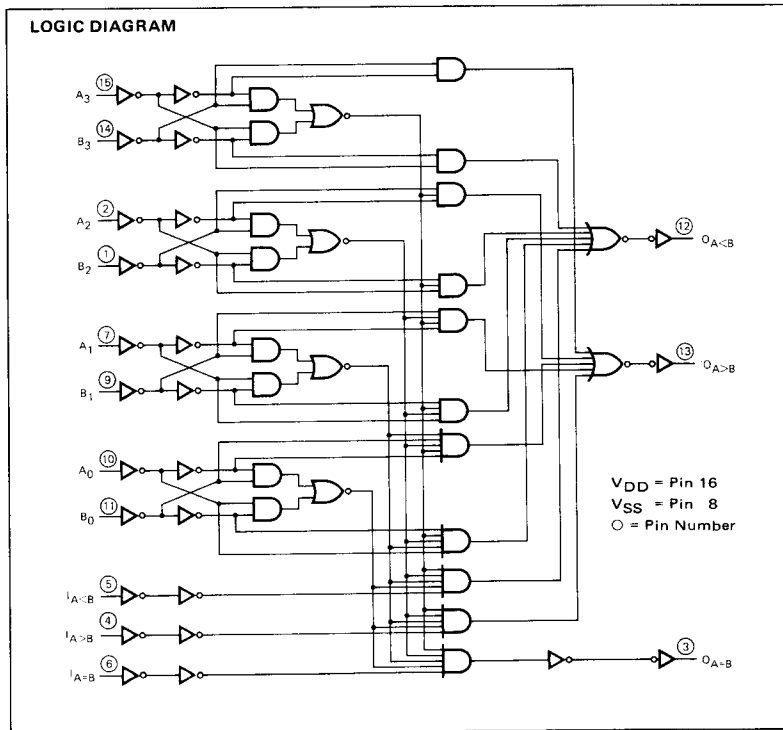 LOGIC DIAGRAM
A3 15
B3 14
A2 2
B2 1
12 OA<B
A1 7
13 OA>B
B1 9
A0 10
VDD = Pin 16
B0 11
VSS = Pin 8
○ = Pin Number
IA<B 5
IA>B 4
3 OA=B
IA=B 6